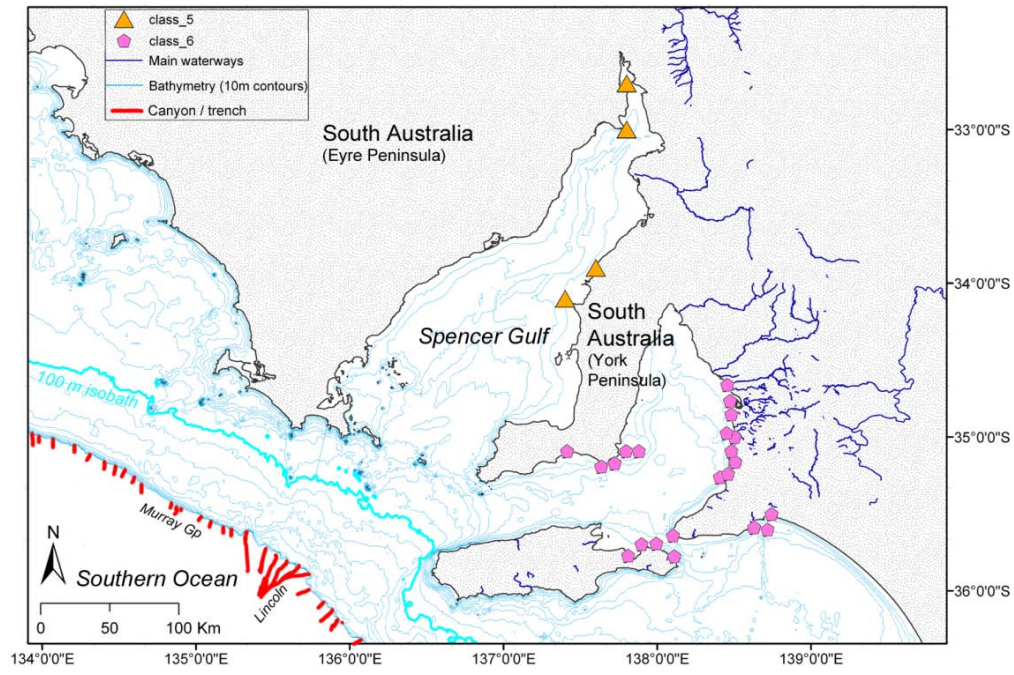 class_5
class_6
Main waterways
Bathymetry (10m contours)
Canyon / trench
South Australia
(Eyre Peninsula)
33°0'0"S
34°0'0"S
South
Australia
(York
Peninsula)
Spencer Gulf
100 m isobath
35°0'0"S
Murray Gp
N
Southern Ocean
Lincoln
36°0'0"S
0 50 100 Km
134°0'0"E 135°0'0"E 136°0'0"E 137°0'0"E 138°0'0"E 139°0'0"E